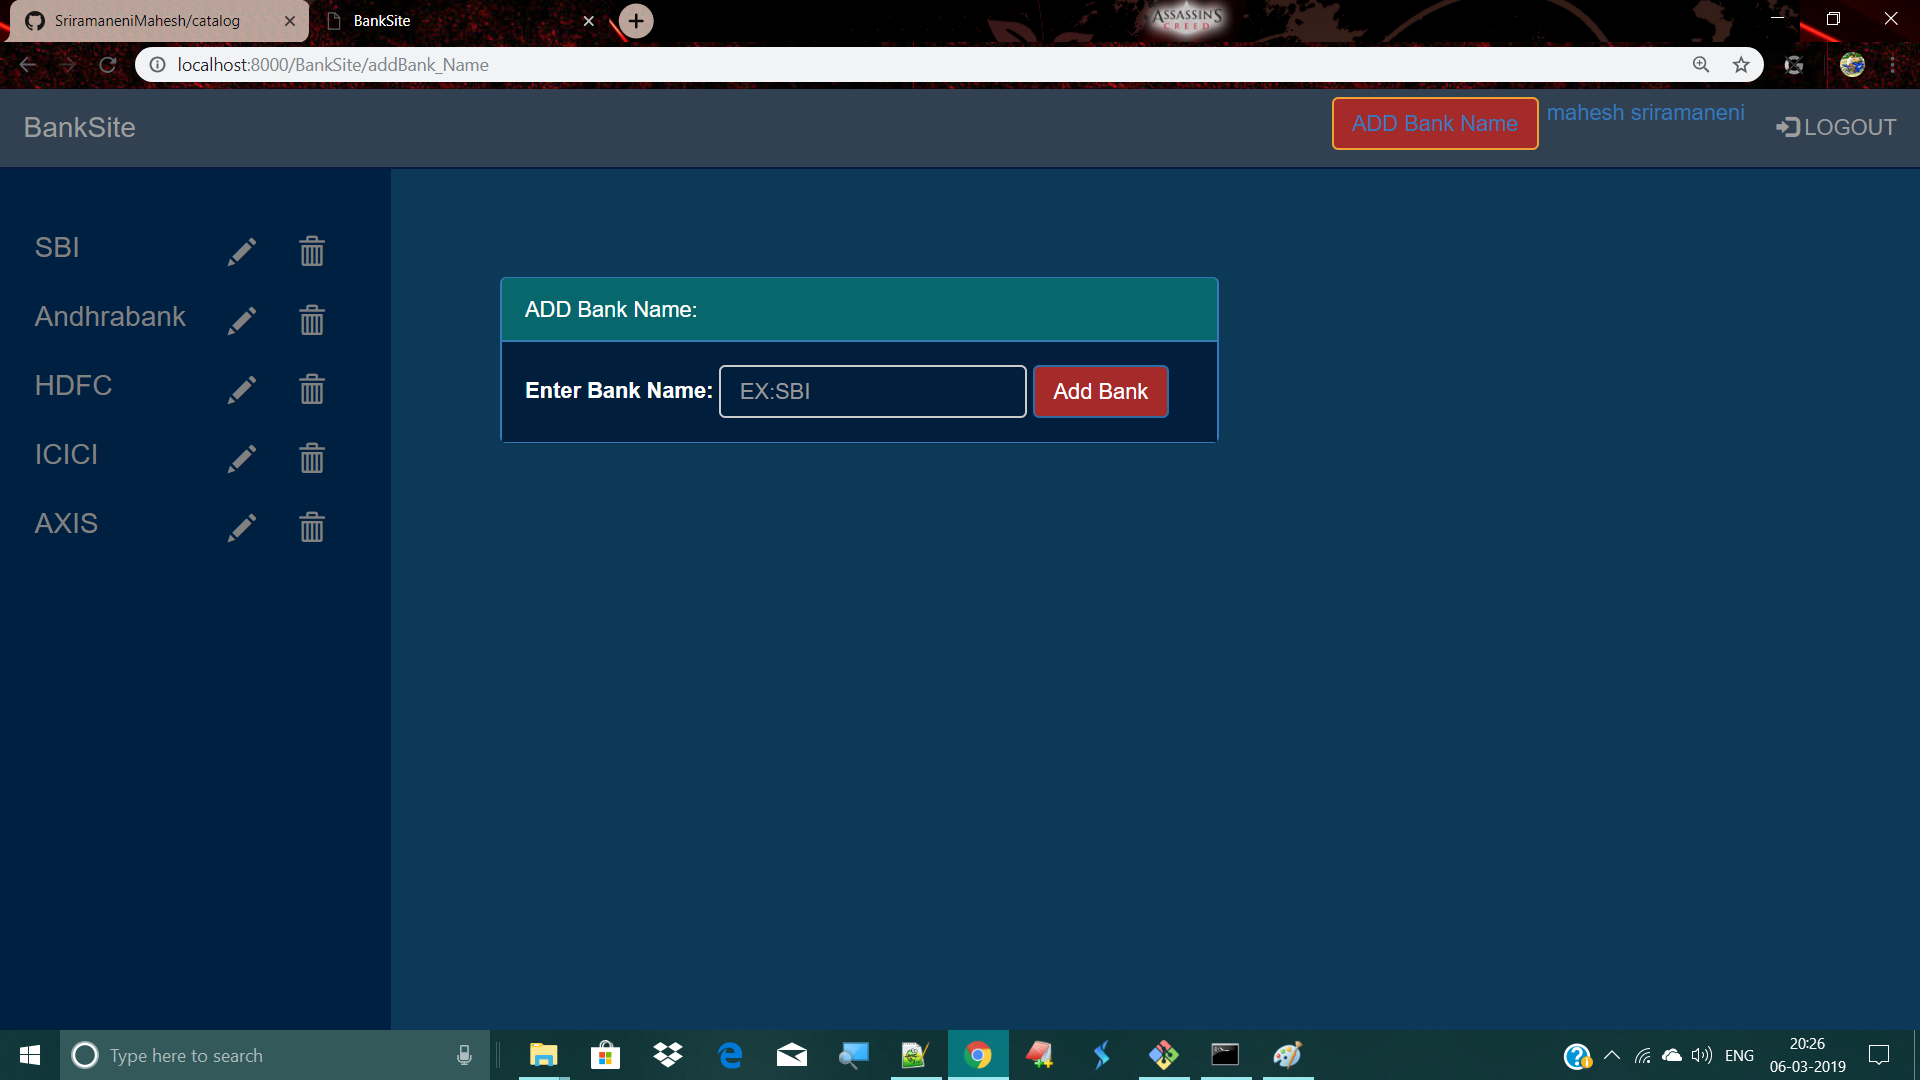 SriramaneniMahesh/catalog
BankSite
ASSASSIN'S
CREED
localhost:8000/BankSite/addBank_Name
BankSite
ADD Bank Name
mahesh sriramaneni
LOGOUT
SBI
Andhrabank
HDFC
ICICI
AXIS
ADD Bank Name:
Enter Bank Name:
EX:SBI
Add Bank
Type here to search
ENG
20:26
06-03-2019